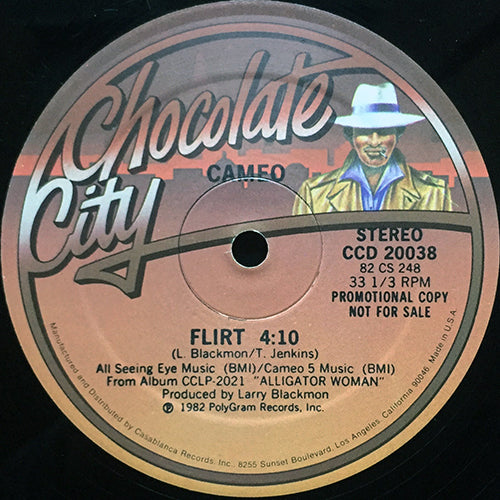 Chocolate
City
CAMEO
STEREO
CCD 20038
82 CS 248
33 1/3 RPM
PROMOTIONAL COPY
NOT FOR SALE
FLIRT 4:10
(L. Blackmon/T. Jenkins)
All Seeing Eye Music (BMI)/Cameo 5 Music (BMI)
From Album CCLP-2021 "ALLIGATOR WOMAN"
Produced by Larry Blackmon
℗ 1982 PolyGram Records, Inc.
Manufactured and Distributed by Casablanca Records, Inc., 8255 Sunset Boulevard, Los Angeles, California 90046 Made in U.S.A.